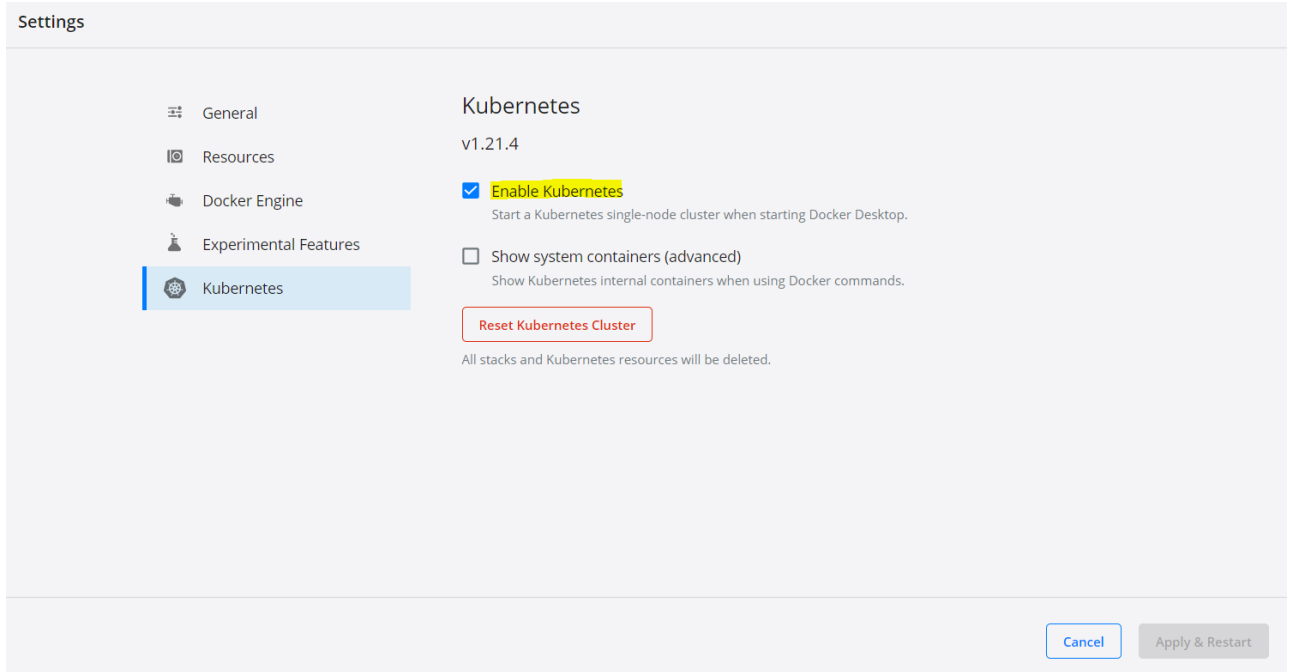 Settings
General
Resources
Docker Engine
Experimental Features
Kubernetes
Kubernetes
v1.21.4
Enable Kubernetes
Start a Kubernetes single-node cluster when starting Docker Desktop.
Show system containers (advanced)
Show Kubernetes internal containers when using Docker commands.
Reset Kubernetes Cluster
All stacks and Kubernetes resources will be deleted.
Cancel
Apply & Restart